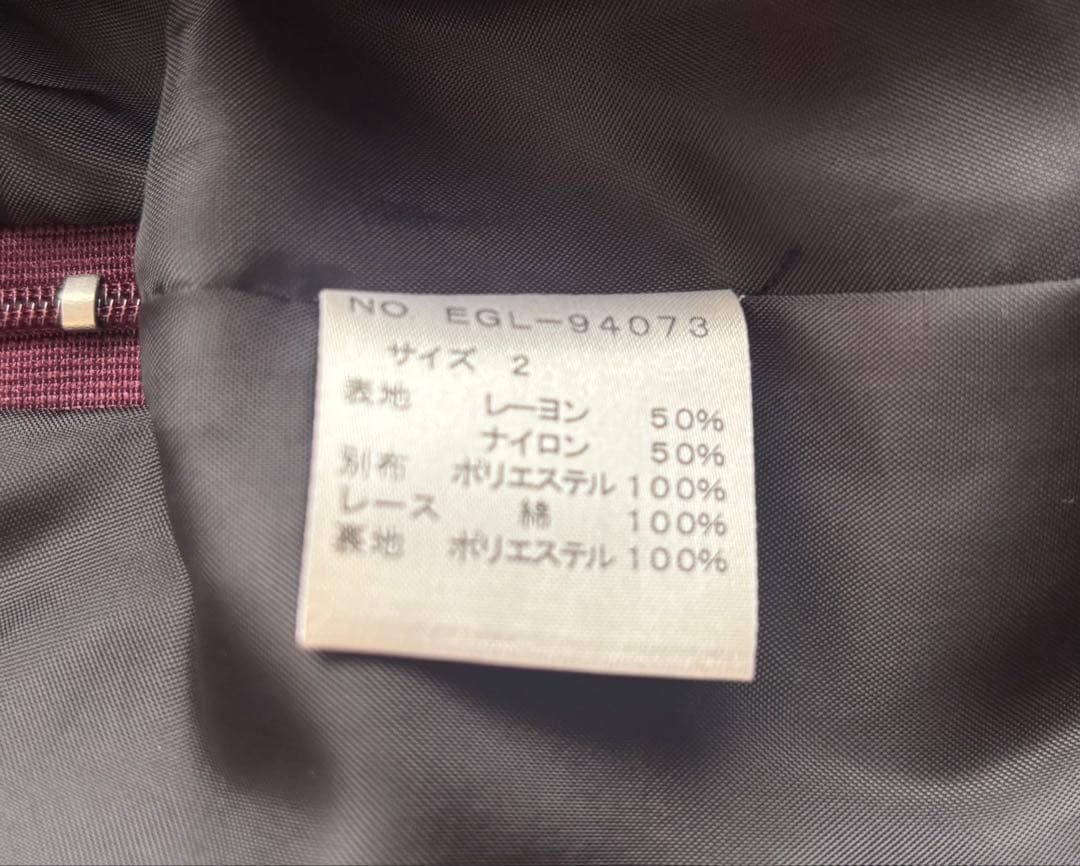 NO EGL-94073
サイズ 2
表地 レーヨン 50%
ナイロン 50%
別布 ポリエステル 100%
レース 綿 100%
裏地 ポリエステル 100%